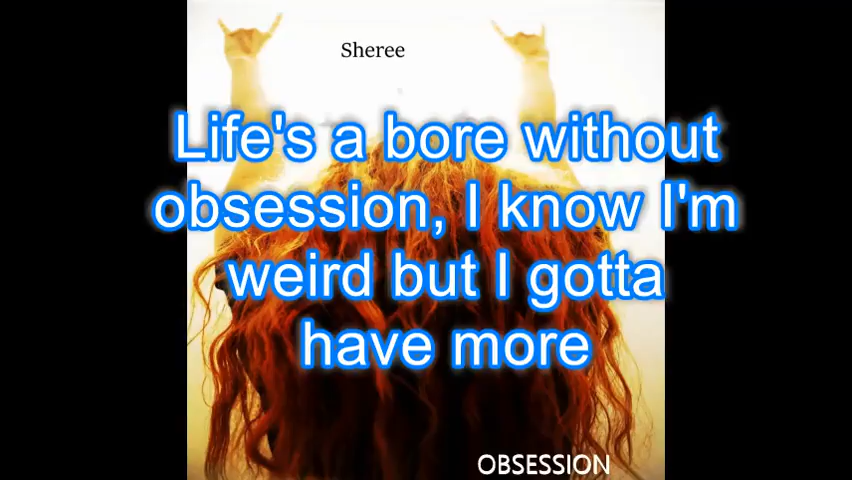 Sheree
Life's a bore without
obsession, I know I'm
weird but I gotta
have more
OBSESSION